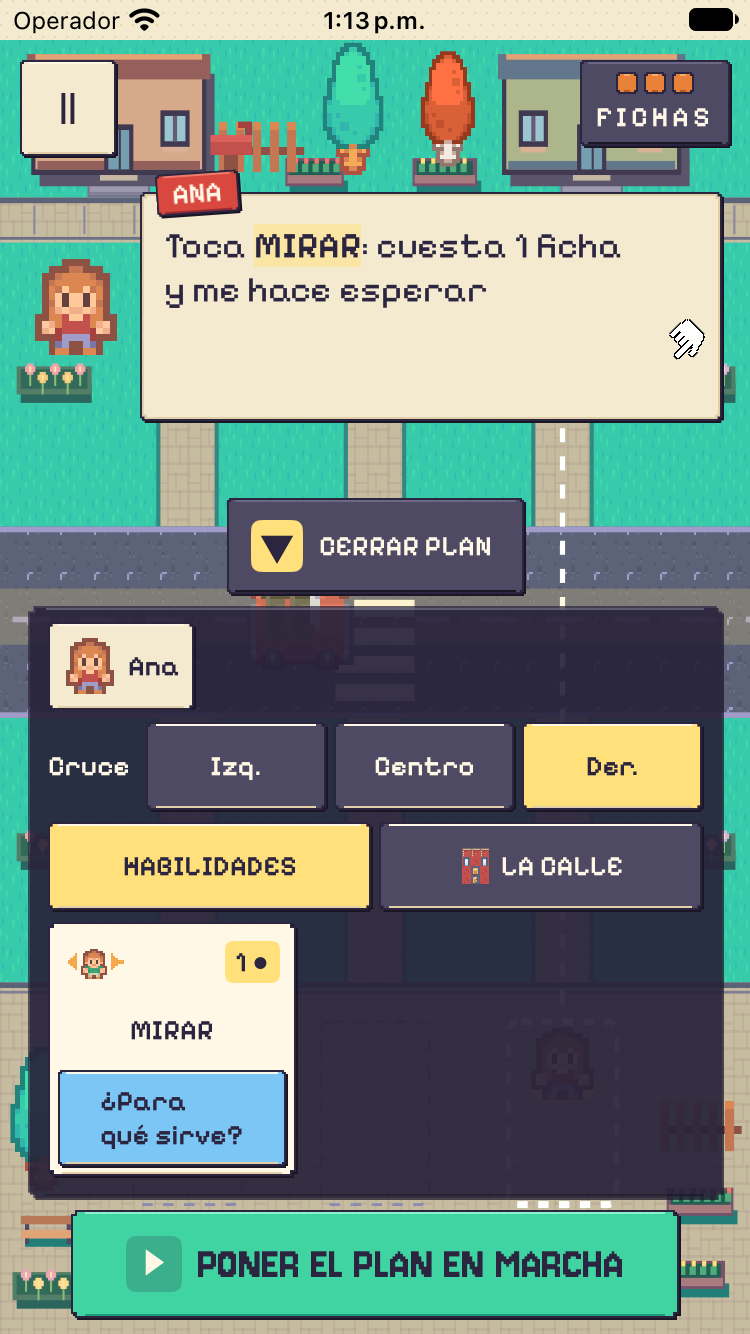 Operador
1:13 p.m.
FICHAS
ANA
Toca MIRAR: cuesta 1 ficha
y me hace esperar
CERRAR PLAN
Ana
Cruce
Izq.
Centro
Der.
HABILIDADES
LA CALLE
1
MIRAR
¿Para
qué sirve?
PONER EL PLAN EN MARCHA